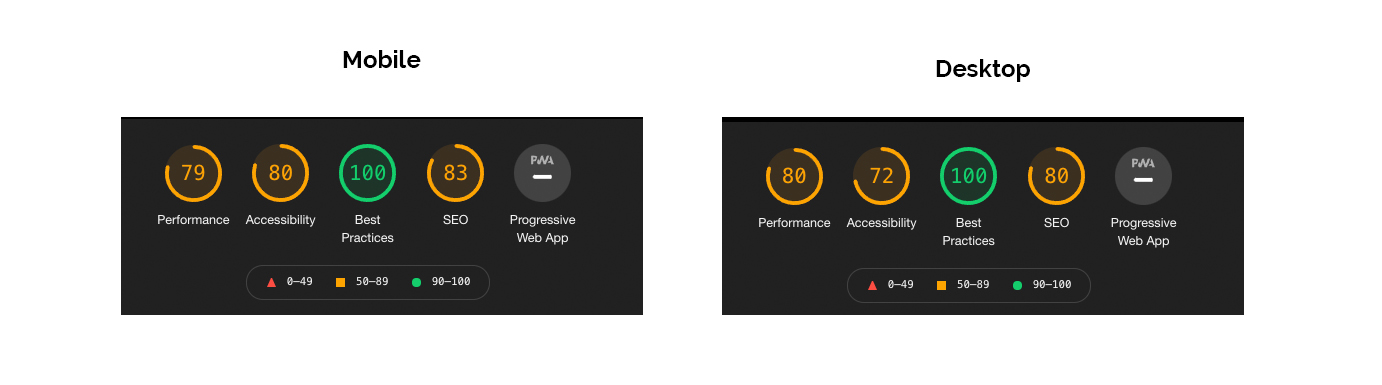 Mobile
79 80 100 83 PWA
Performance Accessibility Best SEO Progressive
Practices Web App
0–49 50–89 90–100
Desktop
80 72 100 80 PWA
Performance Accessibility Best SEO Progressive
Practices Web App
0–49 50–89 90–100